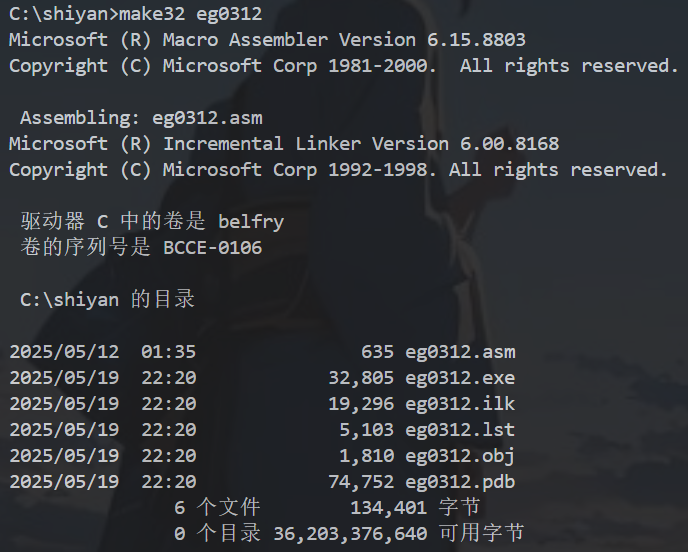 C:\shiyan>make32 eg0312
Microsoft (R) Macro Assembler Version 6.15.8803
Copyright (C) Microsoft Corp 1981-2000.  All rights reserved.
 Assembling: eg0312.asm
Microsoft (R) Incremental Linker Version 6.00.8168
Copyright (C) Microsoft Corp 1992-1998. All rights reserved.
 驱动器 C 中的卷是 belfry
 卷的序列号是 BCCE-0106
 C:\shiyan 的目录
2025/05/12  01:35               635 eg0312.asm
2025/05/19  22:20            32,805 eg0312.exe
2025/05/19  22:20            19,296 eg0312.ilk
2025/05/19  22:20             5,103 eg0312.lst
2025/05/19  22:20             1,810 eg0312.obj
2025/05/19  22:20            74,752 eg0312.pdb
               6 个文件        134,401 字节
               0 个目录 36,203,376,640 可用字节